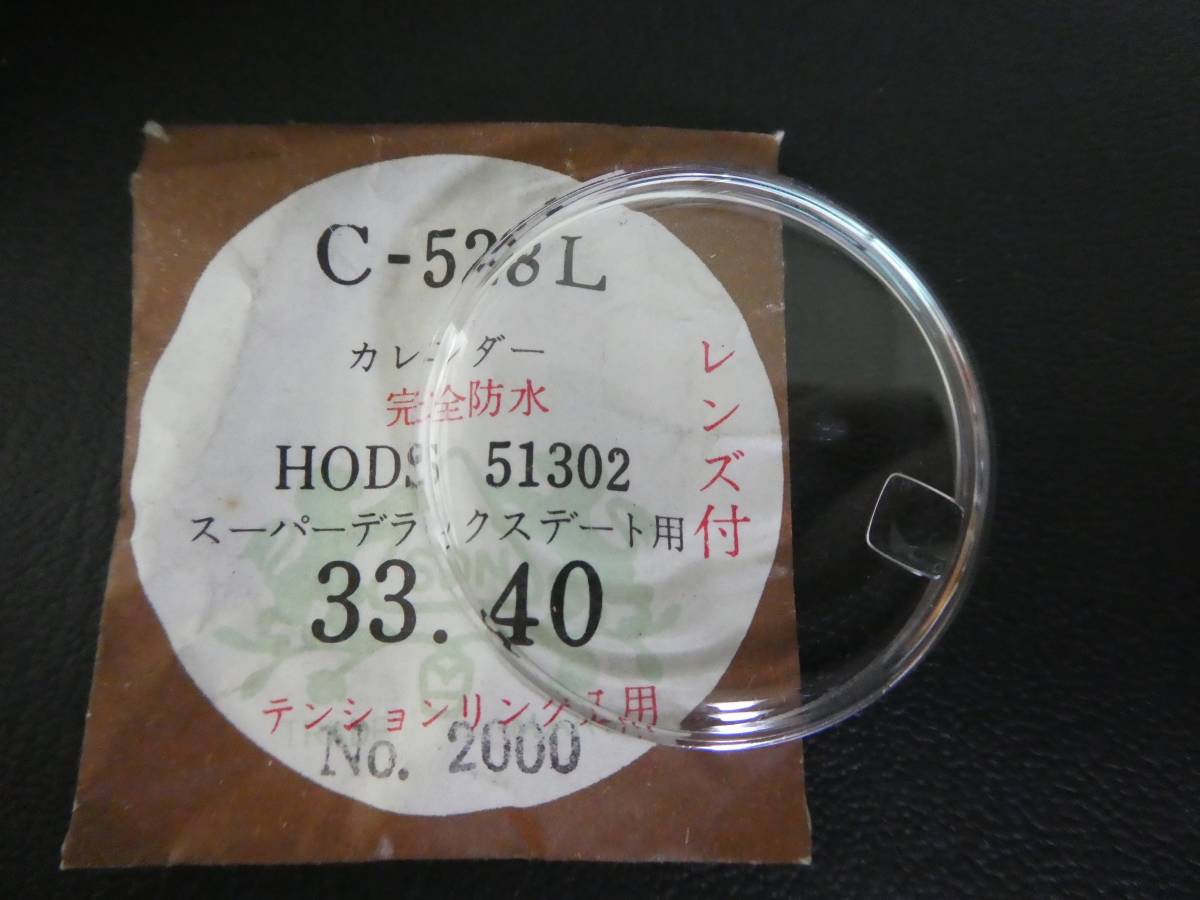 C-528L
カレンダー
完全防水
HODS 51302
スーパーデラックスデート用
33.40
テンションリング
No. 2000
レンズ付
SUN